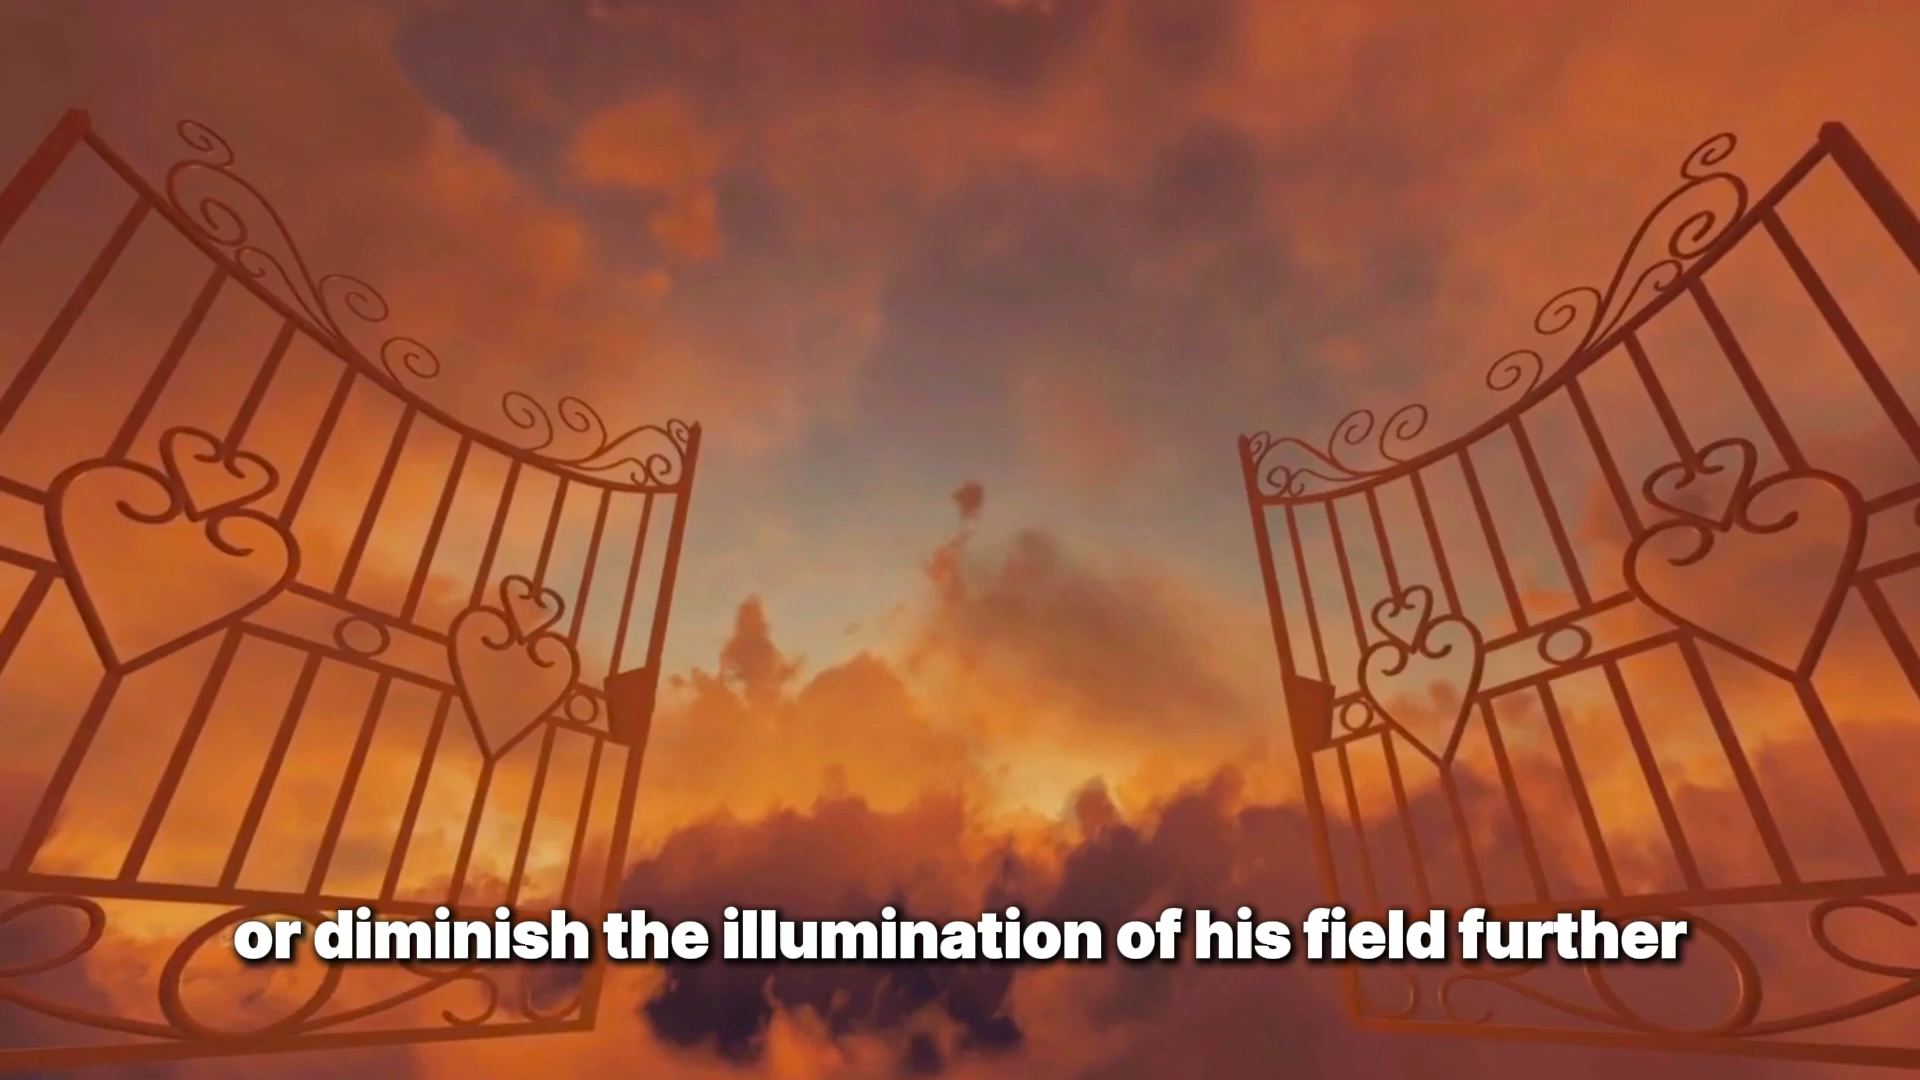 or diminish the illumination of his field further